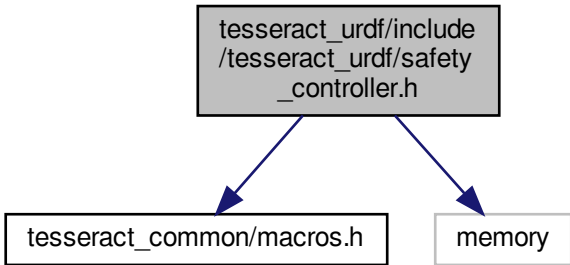 tesseract_urdf/include
/tesseract_urdf/safety
_controller.h
tesseract_common/macros.h
memory